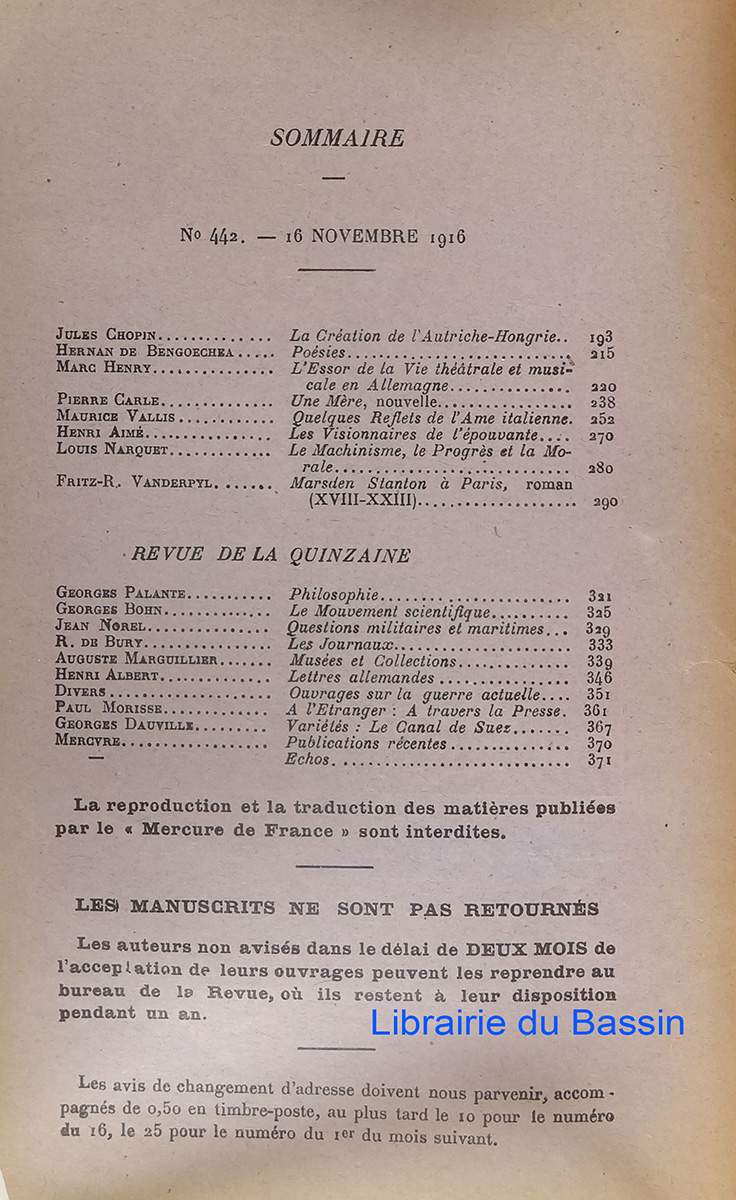 SOMMAIRE
No 442. — 16 NOVEMBRE 1916
JULES CHOPIN............... La Création de l'Autriche-Hongrie.. 193
HERNAN DE BENGOECHEA..... Poésies............................ 215
MARC HENRY............... L'Essor de la Vie théâtrale et musi-
cale en Allemagne............... 220
PIERRE CARLE.............. Une Mère, nouvelle................. 238
MAURICE VALLIS............ Quelques Reflets de l'Ame italienne. 252
HENRI AIMÉ................ Les Visionnaires de l'épouvante.... 270
LOUIS NARQUET............. Le Machinisme, le Progrès et la Mo-
rale............................. 280
FRITZ-R. VANDERPYL....... Marsden Stanton à Paris, roman
(XVIII-XXIII)................... 290
REVUE DE LA QUINZAINE
GEORGES PALANTE........... Philosophie....................... 321
GEORGES BOHN.............. Le Mouvement scientifique.......... 325
JEAN NOREL............... Questions militaires et maritimes... 329
R. DE BURY................ Les Journaux...................... 333
AUGUSTE MARGUILLIER....... Musées et Collections............. 339
HENRI ALBERT.............. Lettres allemandes ............... 346
DIVERS.................... Ouvrages sur la guerre actuelle.... 351
PAUL MORISSE............. A l'Etranger : A travers la Presse. 361
GEORGES DAUVILLE......... Variétés : Le Canal de Suez....... 367
MERCVRE.................. Publications récentes ............ 370
— Echos............................ 371
La reproduction et la traduction des matières publiées
par le « Mercure de France » sont interdites.
LES MANUSCRITS NE SONT PAS RETOURNÉS
Les auteurs non avisés dans le délai de DEUX MOIS de
l'acceptation de leurs ouvrages peuvent les reprendre au
bureau de la Revue, où ils restent à leur disposition
pendant un an.
Librairie du Bassin
Les avis de changement d'adresse doivent nous parvenir, accom-
pagnés de 0,50 en timbre-poste, au plus tard le 10 pour le numéro
du 16, le 25 pour le numéro du 1er du mois suivant.